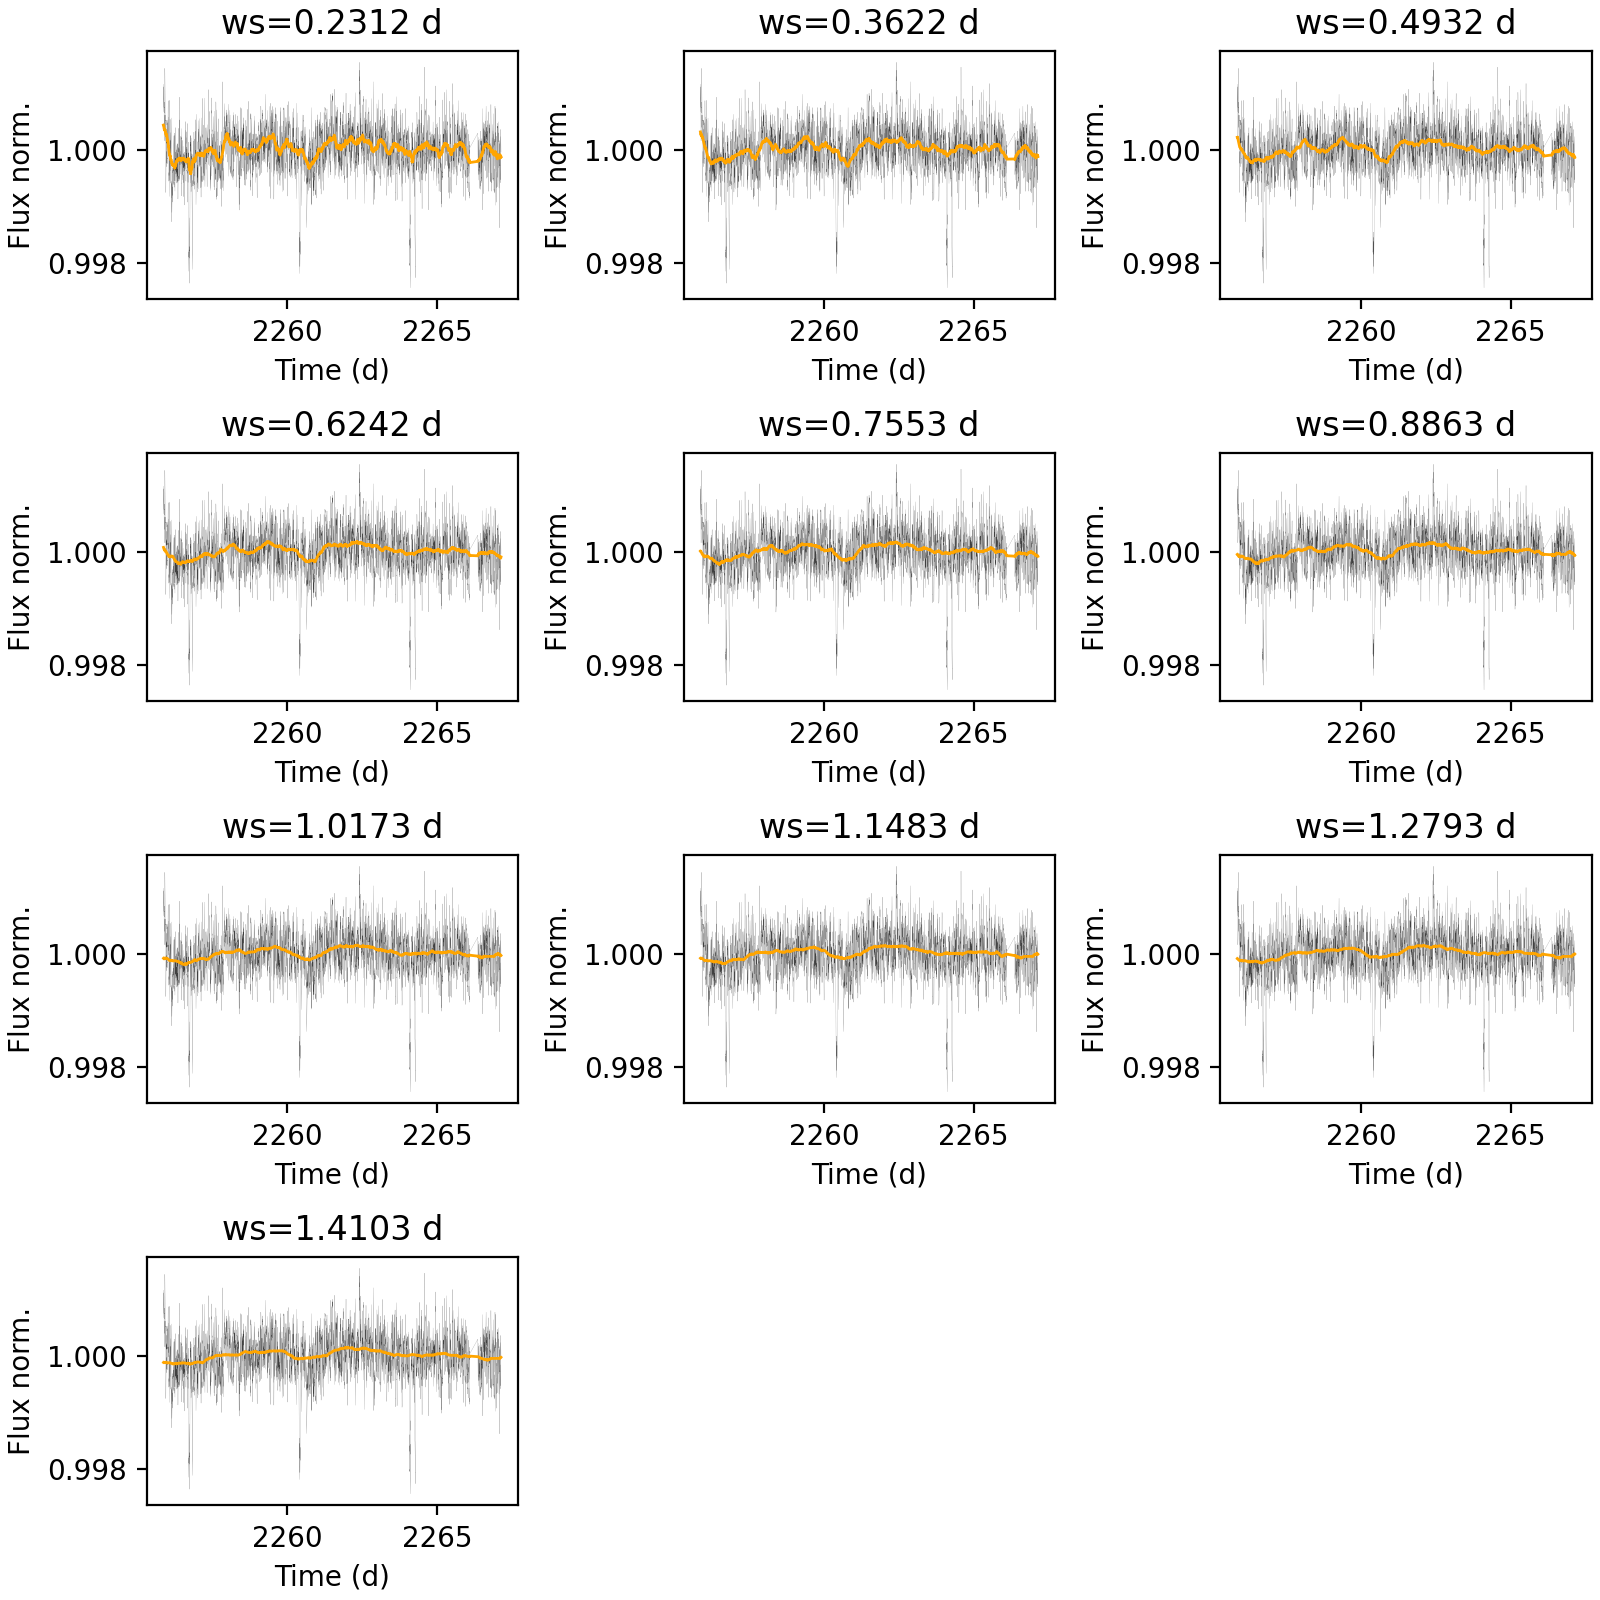 ws=0.2312 d
ws=0.3622 d
ws=0.4932 d
Flux norm.
1.000
0.998
2260
2265
Time (d)
Flux norm.
1.000
0.998
2260
2265
Time (d)
Flux norm.
1.000
0.998
2260
2265
Time (d)
ws=0.6242 d
ws=0.7553 d
ws=0.8863 d
Flux norm.
1.000
0.998
2260
2265
Time (d)
Flux norm.
1.000
0.998
2260
2265
Time (d)
Flux norm.
1.000
0.998
2260
2265
Time (d)
ws=1.0173 d
ws=1.1483 d
ws=1.2793 d
Flux norm.
1.000
0.998
2260
2265
Time (d)
Flux norm.
1.000
0.998
2260
2265
Time (d)
Flux norm.
1.000
0.998
2260
2265
Time (d)
ws=1.4103 d
Flux norm.
1.000
0.998
2260
2265
Time (d)